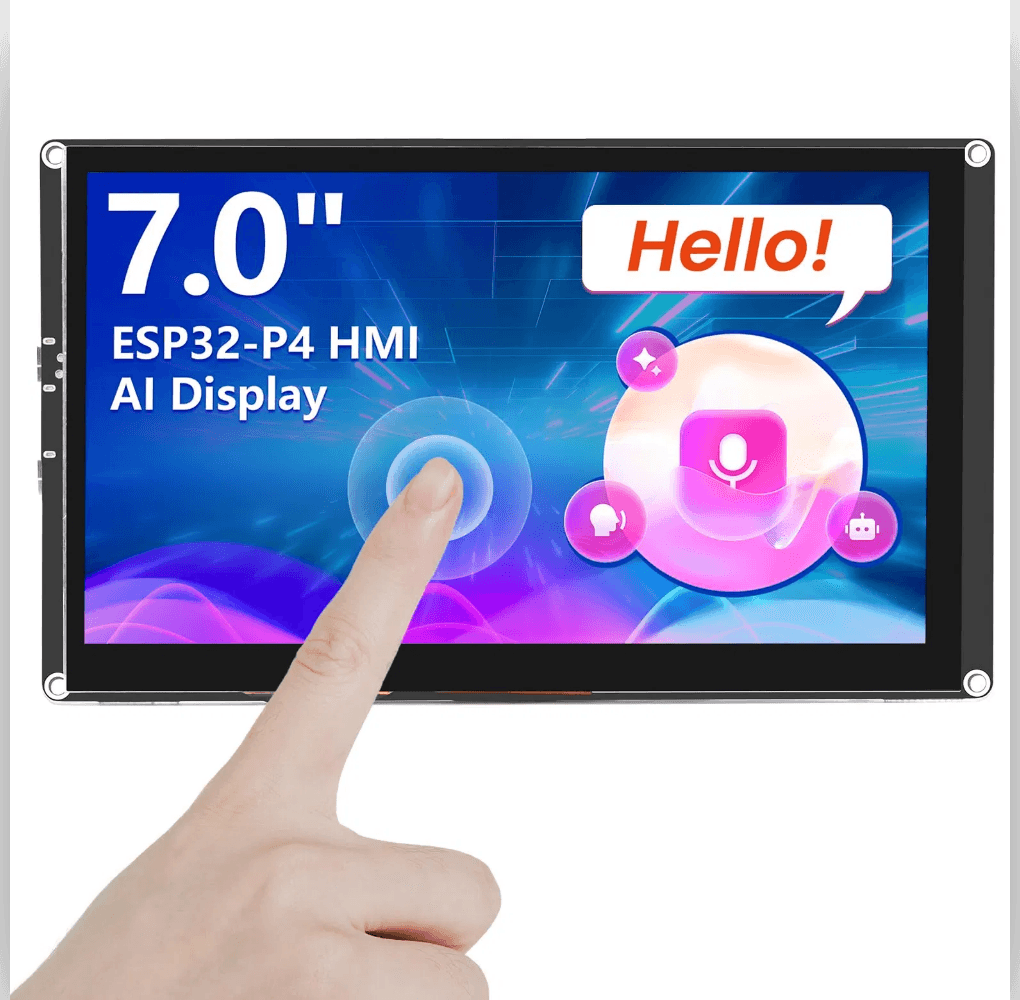 7.0"
ESP32-P4 HMI
AI Display
Hello!